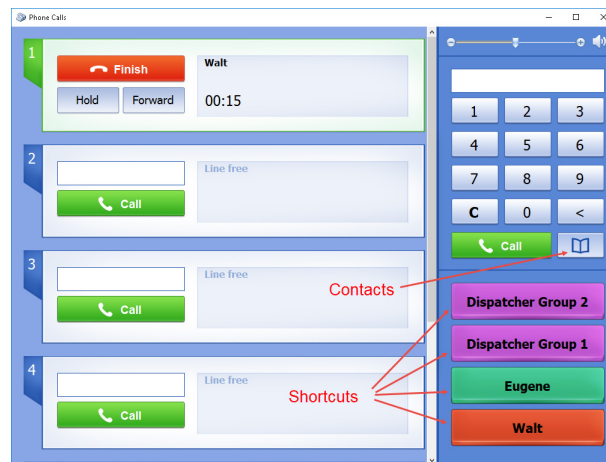 Phone Calls
1
Finish
Hold
Forward
Walt
00:15
2
Call
Line free
3
Call
Line free
4
Call
Line free
1 2 3
4 5 6
7 8 9
C 0 <
Call
Contacts
Shortcuts
Dispatcher Group 2
Dispatcher Group 1
Eugene
Walt